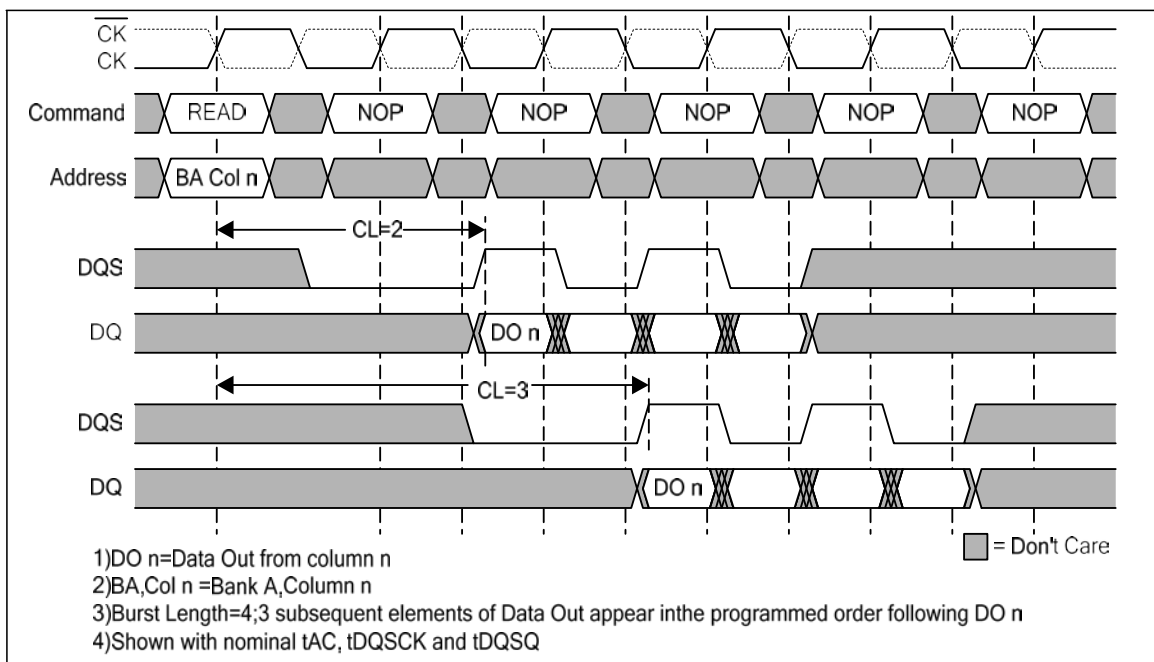 CK
CK
Command READ NOP NOP NOP NOP NOP
Address BA Col n
CL=2
DQS
DQ DO n
CL=3
DQS
DQ DO n
= Don't Care
1)DO n=Data Out from column n
2)BA,Col n =Bank A,Column n
3)Burst Length=4;3 subsequent elements of Data Out appear inthe programmed order following DO n
4)Shown with nominal tAC, tDQSCK and tDQSQ